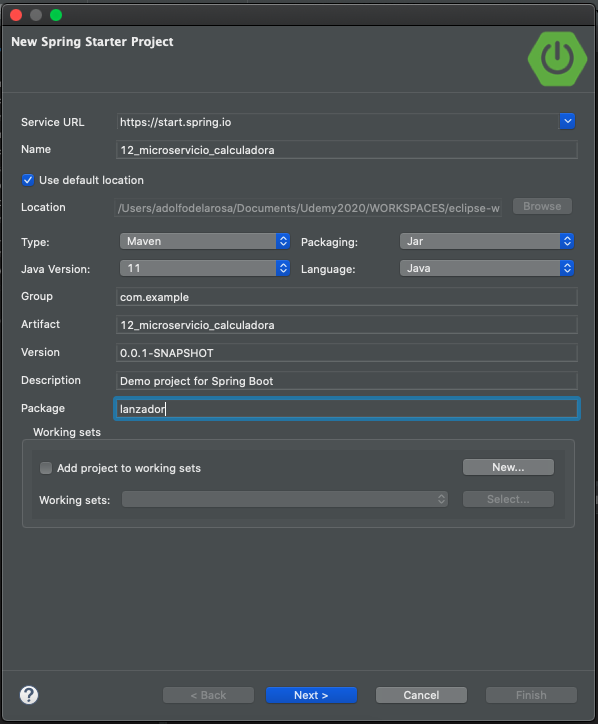 New Spring Starter Project
Service URL https://start.spring.io
Name 12_microservicio_calculadora
Use default location
Location /Users/adolfodelarosa/Documents/Udemy2020/WORKSPACES/eclipse-w Browse
Type: Maven Packaging: Jar
Java Version: 11 Language: Java
Group com.example
Artifact 12_microservicio_calculadora
Version 0.0.1-SNAPSHOT
Description Demo project for Spring Boot
Package lanzador
Working sets
Add project to working sets New...
Working sets: Select...
? < Back Next > Cancel Finish